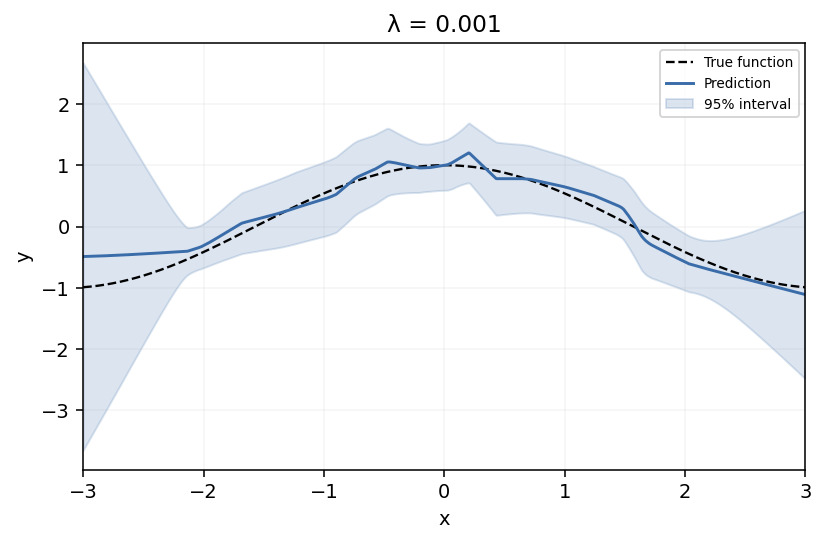 λ = 0.001
True function
Prediction
95% interval
y
2
1
0
−1
−2
−3
−3 −2 −1 0 1 2 3
x